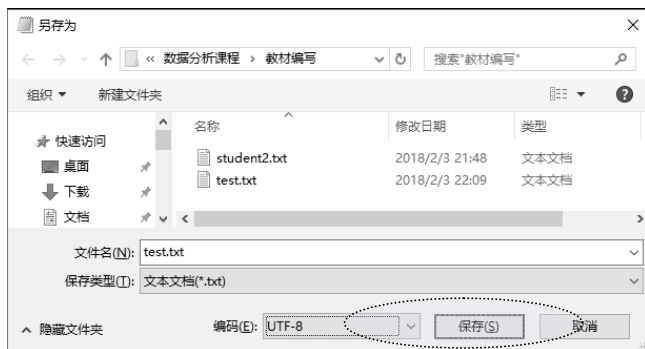 另存为
« 数据分析课程 › 教材编写
搜索"教材编写"
组织
新建文件夹
名称 修改日期 类型
快速访问
桌面
下载
文档
student2.txt 2018/2/3 21:48 文本文档
test.txt 2018/2/3 22:09 文本文档
文件名(N): test.txt
保存类型(T): 文本文档(*.txt)
隐藏文件夹
编码(E): UTF-8
保存(S)
取消